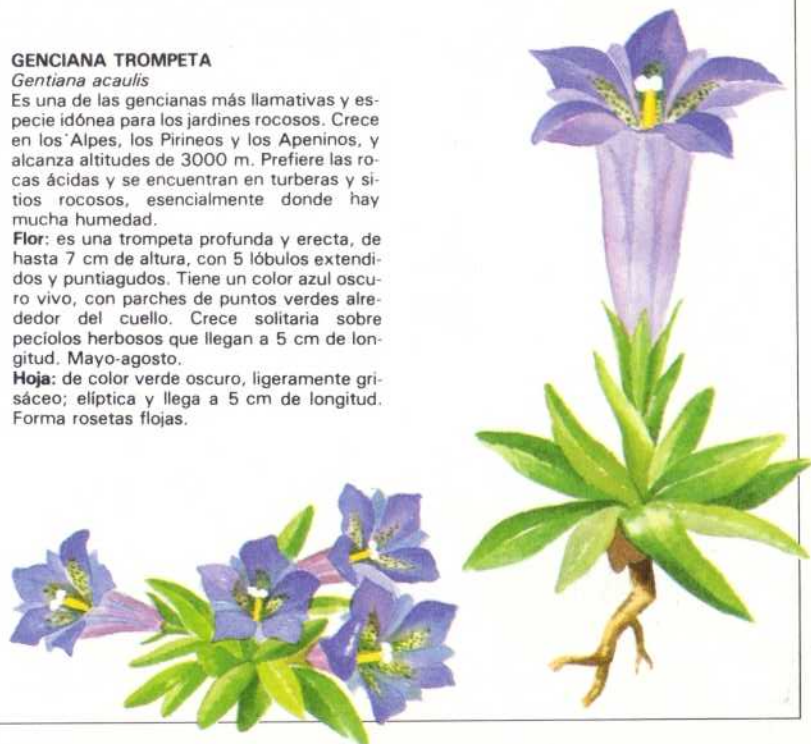 GENCIANA TROMPETA
Gentiana acaulis
Es una de las gencianas más llamativas y es-
pecie idónea para los jardines rocosos. Crece
en los Alpes, los Pirineos y los Apeninos, y
alcanza altitudes de 3000 m. Prefiere las ro-
cas ácidas y se encuentran en turberas y si-
tios rocosos, esencialmente donde hay
mucha humedad.
Flor: es una trompeta profunda y erecta, de
hasta 7 cm de altura, con 5 lóbulos extendi-
dos y puntiagudos. Tiene un color azul oscu-
ro vivo, con parches de puntos verdes alre-
dedor del cuello. Crece solitaria sobre
pecíolos herbosos que llegan a 5 cm de lon-
gitud. Mayo-agosto.
Hoja: de color verde oscuro, ligeramente gri-
sáceo; elíptica y llega a 5 cm de longitud.
Forma rosetas flojas.